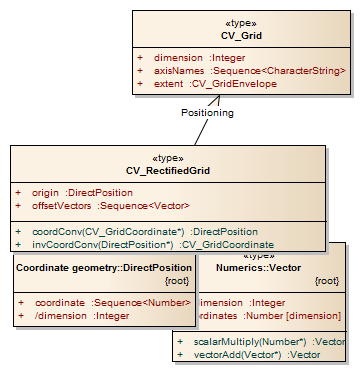 «type»
CV_Grid
+ dimension :Integer
+ axisNames :Sequence<CharacterString>
+ extent :CV_GridEnvelope
Positioning
«type»
CV_RectifiedGrid
+ origin :DirectPosition
+ offsetVectors :Sequence<Vector>
+ coordConv(CV_GridCoordinate*) :DirectPosition
+ invCoordConv(DirectPosition*) :CV_GridCoordinate
Coordinate geometry::DirectPosition
{root}
+ coordinate :Sequence<Number>
+ /dimension :Integer
«type»
Numerics::Vector
{root}
dimension :Integer
ordinates :Number [dimension]
+ scalarMultiply(Number*) :Vector
+ vectorAdd(Vector*) :Vector